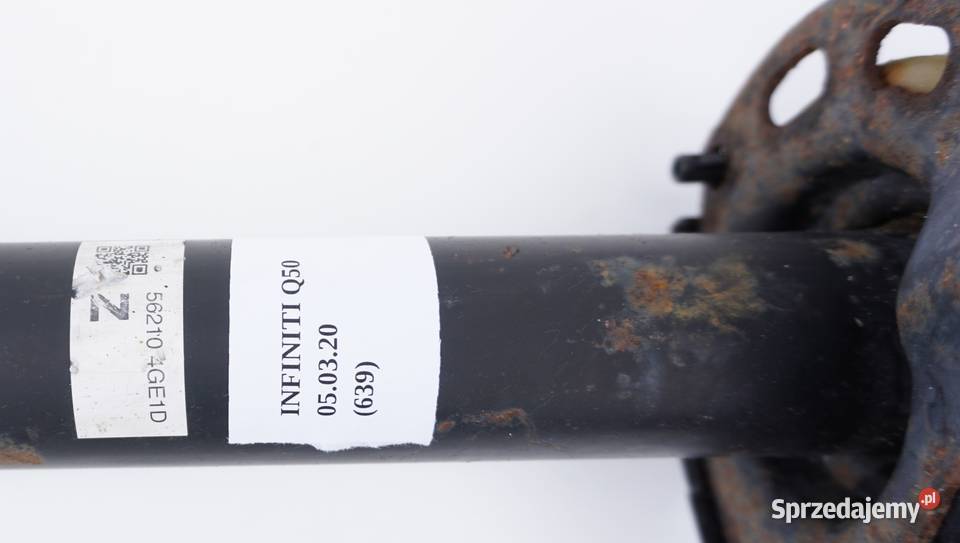 56210 4GE1D
Z
INFINITI Q50
05.03.20
(639)
Sprzedajemy.pl